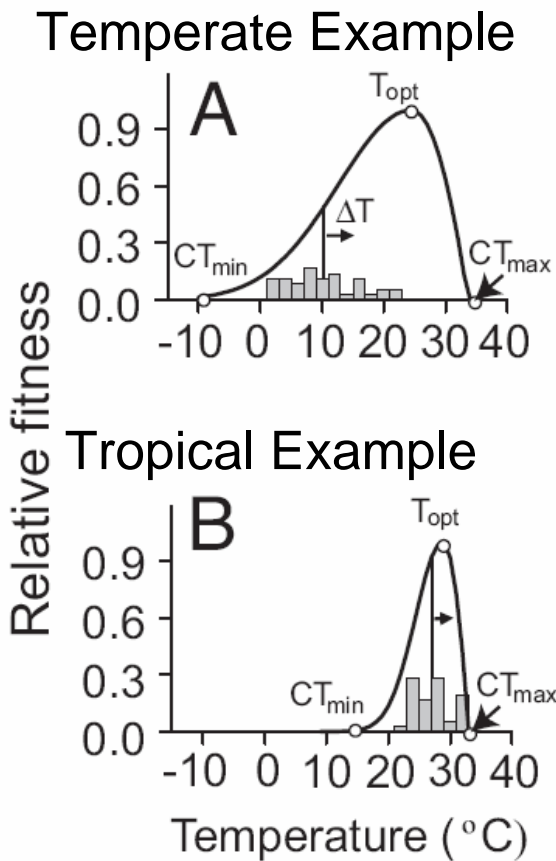 Temperate Example
A
Relative fitness
0.9
0.6
0.3
0.0
Topt
ΔT
CTmin
CTmax
-10 0 10 20 30 40
Tropical Example
B
0.9
0.6
0.3
0.0
Topt
CTmin
CTmax
-10 0 10 20 30 40
Temperature (°C)